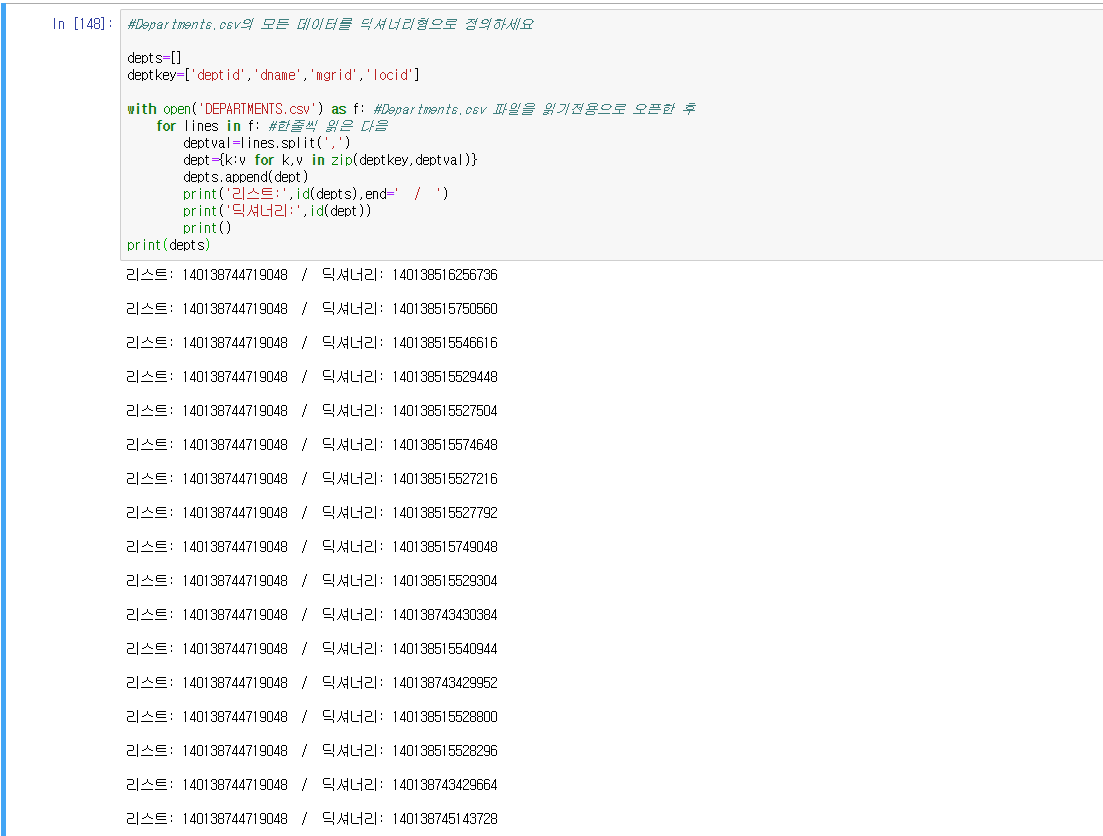 In [148]: #Departments.csv의 모든 데이터를 딕셔너리형으로 정의하세요
depts=[]
deptkey=['deptid','dname','mgrid','locid']
with open('DEPARTMENTS.csv') as f: #Departments.csv 파일을 읽기전용으로 오픈한 후
for lines in f: #한줄씩 읽은 다음
deptval=lines.split(',')
dept={k:v for k,v in zip(deptkey,deptval)}
depts.append(dept)
print('리스트:',id(depts),end='  /  ')
print('딕셔너리:',id(dept))
print()
print(depts)
리스트: 140138744719048  /  딕셔너리: 140138516256736
리스트: 140138744719048  /  딕셔너리: 140138515750560
리스트: 140138744719048  /  딕셔너리: 140138515546616
리스트: 140138744719048  /  딕셔너리: 140138515529448
리스트: 140138744719048  /  딕셔너리: 140138515527504
리스트: 140138744719048  /  딕셔너리: 140138515574648
리스트: 140138744719048  /  딕셔너리: 140138515527216
리스트: 140138744719048  /  딕셔너리: 140138515527792
리스트: 140138744719048  /  딕셔너리: 140138515749048
리스트: 140138744719048  /  딕셔너리: 140138515529304
리스트: 140138744719048  /  딕셔너리: 140138743430384
리스트: 140138744719048  /  딕셔너리: 140138515540944
리스트: 140138744719048  /  딕셔너리: 140138743429952
리스트: 140138744719048  /  딕셔너리: 140138515528800
리스트: 140138744719048  /  딕셔너리: 140138515528296
리스트: 140138744719048  /  딕셔너리: 140138743429664
리스트: 140138744719048  /  딕셔너리: 140138745143728